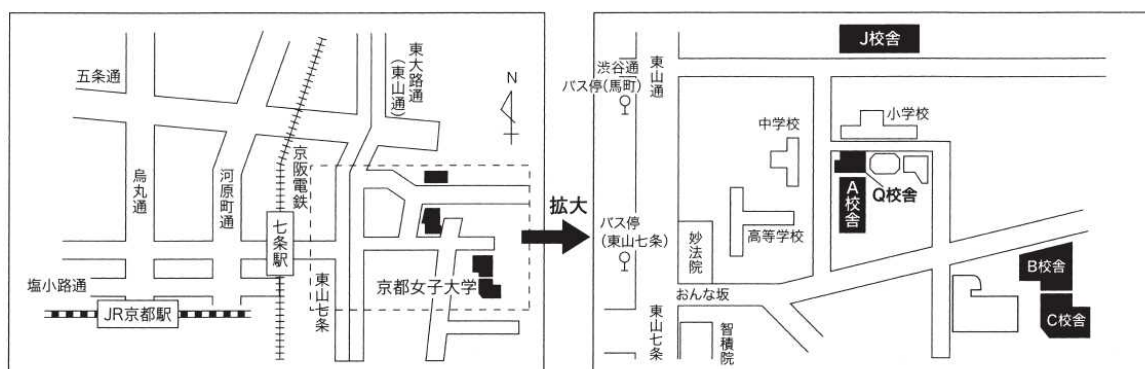 五条通
烏丸通
河原町通
京阪電鉄
七条駅
東大路通
(東山通)
N
塩小路通
JR京都駅
東山七条
京都女子大学
拡大
J校舎
渋谷通
バス停(馬町)
東山通
小学校
中学校
Q校舎
A校舎
高等学校
バス停
(東山七条)
妙法院
おんな坂
東山七条
智積院
B校舎
C校舎